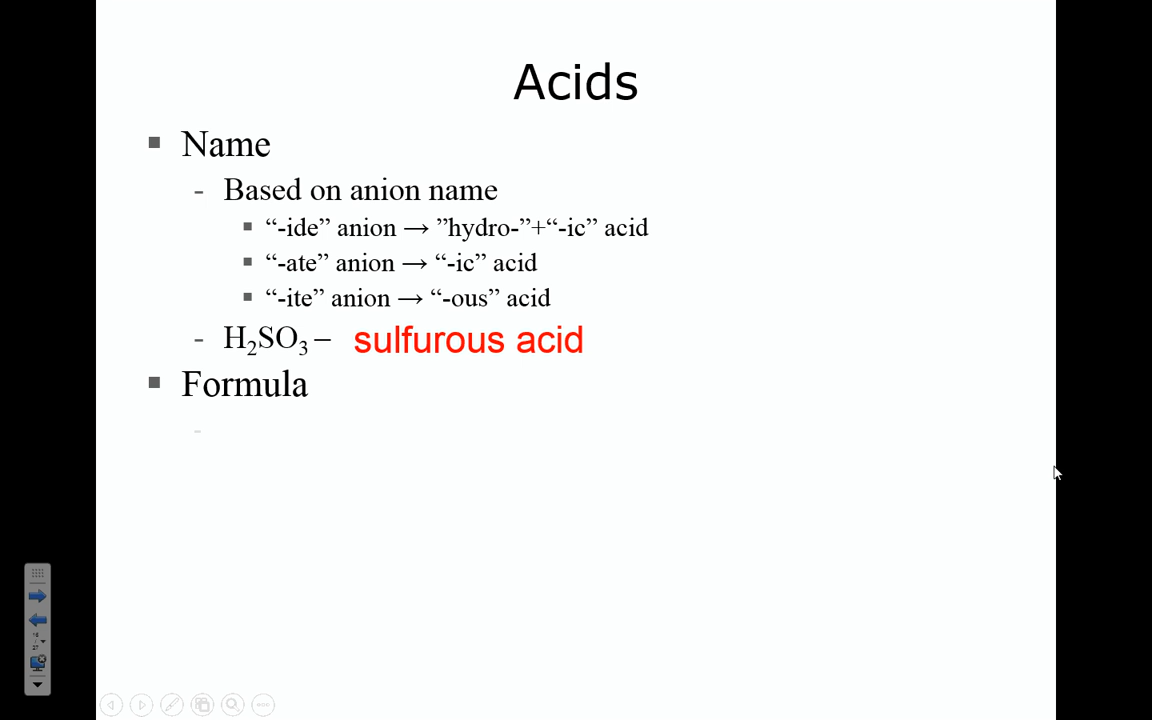 Acids
▪ Name
- Based on anion name
▪ “-ide” anion → ”hydro-”+“-ic” acid
▪ “-ate” anion → “-ic” acid
▪ “-ite” anion → “-ous” acid
- H₂SO₃ – sulfurous acid
▪ Formula
-